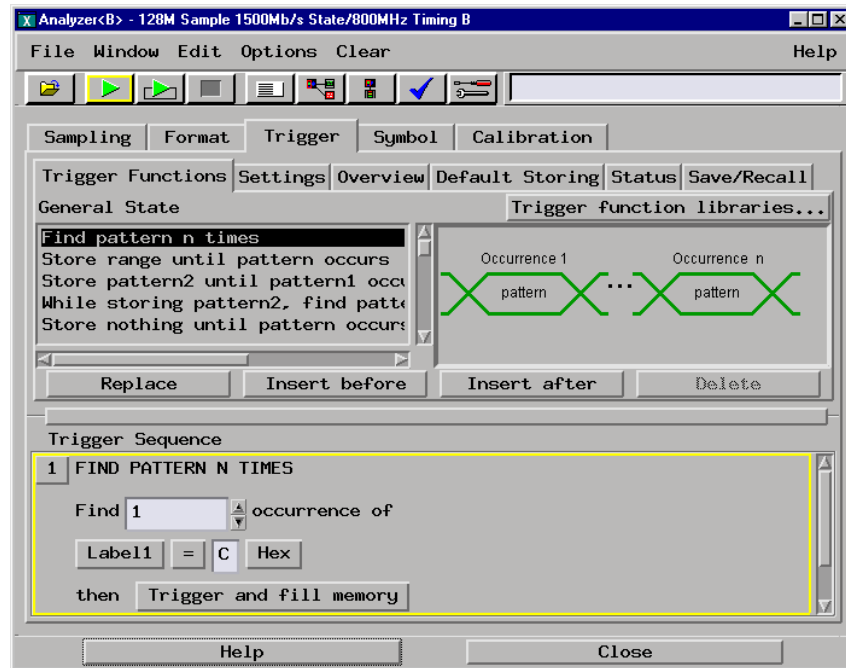 Analyzer<B> - 128M Sample 1500Mb/s State/800MHz Timing B
File Window Edit Options Clear Help
Sampling Format Trigger Symbol Calibration
Trigger Functions Settings Overview Default Storing Status Save/Recall
General State Trigger function libraries...
Find pattern n times
Store range until pattern occurs
Store pattern2 until pattern1 occu
While storing pattern2, find patte
Store nothing until pattern occurs
Occurrence 1 Occurrence n
pattern ... pattern
Replace Insert before Insert after Delete
Trigger Sequence
1 FIND PATTERN N TIMES
Find 1 occurrence of
Label1 = C Hex
then Trigger and fill memory
Help Close